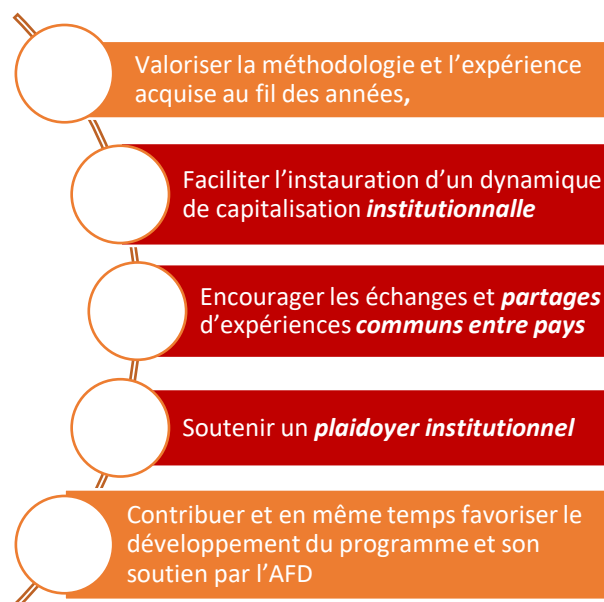 Valoriser la méthodologie et l'expérience
acquise au fil des années,
Faciliter l'instauration d'un dynamique
de capitalisation institutionnalle
Encourager les échanges et partages
d'expériences communs entre pays
Soutenir un plaidoyer institutionnel
Contribuer et en même temps favoriser le
développement du programme et son
soutien par l'AFD